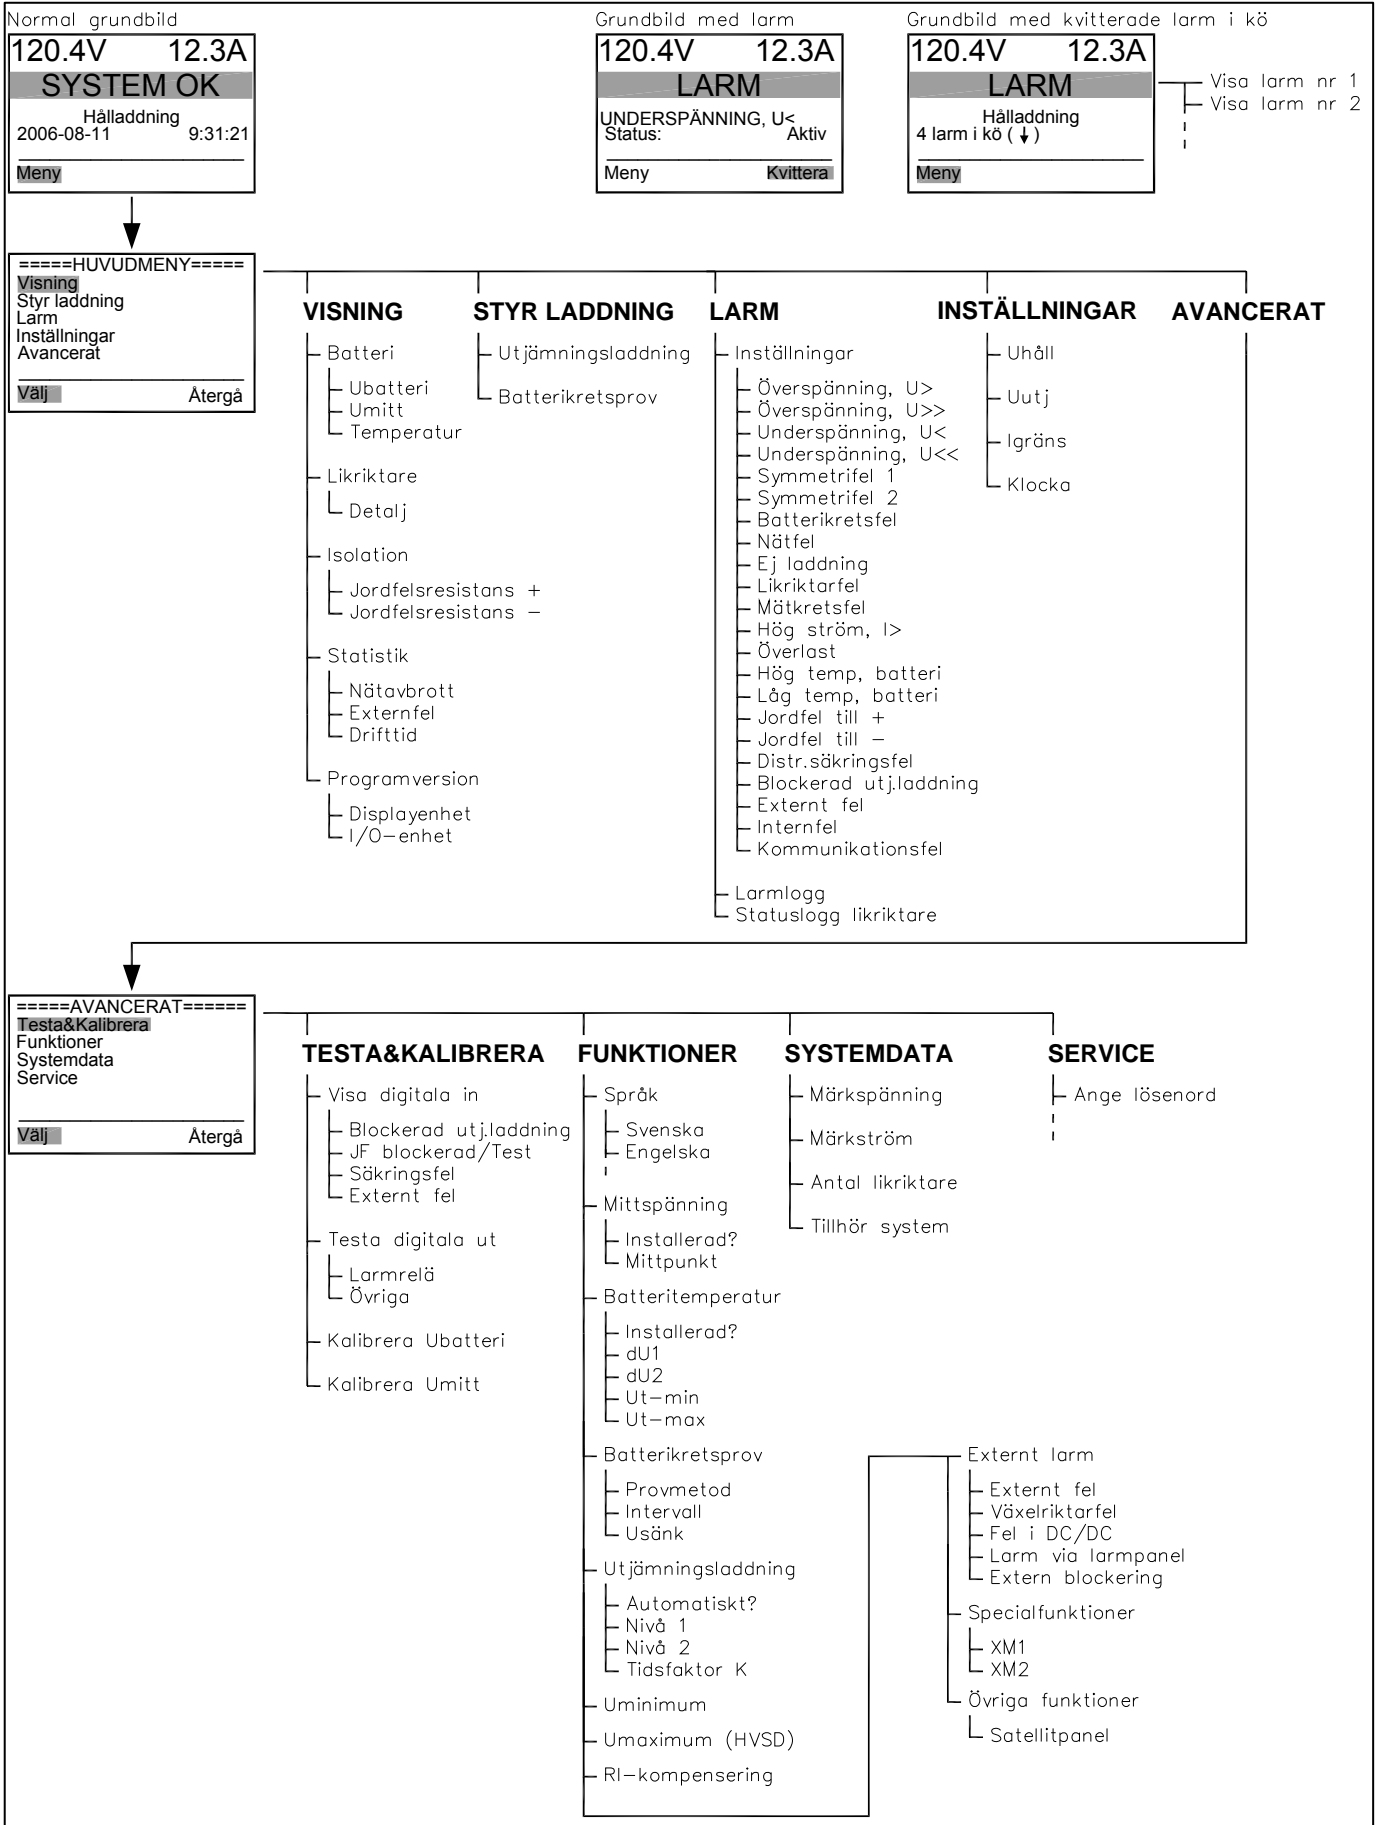 Normal grundbild
120.4V 12.3A
SYSTEM OK
Hålladdning
2006-08-11 9:31:21
Meny
Grundbild med larm
120.4V 12.3A
LARM
UNDERSPÄNNING, U<
Status: Aktiv
Meny Kvittera
Grundbild med kvitterade larm i kö
120.4V 12.3A
LARM
Hålladdning
4 larm i kö (↓)
Meny
Visa larm nr 1
Visa larm nr 2
=====HUVUDMENY=====
Visning
Styr laddning
Larm
Inställningar
Avancerat
Välj Återgå
VISNING
Batteri
Ubatteri
Umitt
Temperatur
Likriktare
Detalj
Isolation
Jordfelsresistans +
Jordfelsresistans −
Statistik
Nätavbrott
Externfel
Drifttid
Programversion
Displayenhet
I/O−enhet
STYR LADDNING
Utjämningsladdning
Batterikretsprov
LARM
Inställningar
Överspänning, U>
Överspänning, U>>
Underspänning, U<
Underspänning, U<<
Symmetrifel 1
Symmetrifel 2
Batterikretsfel
Nätfel
Ej laddning
Likriktarfel
Mätkretsfel
Hög ström, I>
Överlast
Hög temp, batteri
Låg temp, batteri
Jordfel till +
Jordfel till −
Distr.säkringsfel
Blockerad utj.laddning
Externt fel
Internfel
Kommunikationsfel
Larmlogg
Statuslogg likriktare
INSTÄLLNINGAR
Uhåll
Uutj
Igräns
Klocka
AVANCERAT
=====AVANCERAT======
Testa&Kalibrera
Funktioner
Systemdata
Service
Välj Återgå
TESTA&KALIBRERA
Visa digitala in
Blockerad utj.laddning
JF blockerad/Test
Säkringsfel
Externt fel
Testa digitala ut
Larmrelä
Övriga
Kalibrera Ubatteri
Kalibrera Umitt
FUNKTIONER
Språk
Svenska
Engelska
Mittspänning
Installerad?
Mittpunkt
Batteritemperatur
Installerad?
dU1
dU2
Ut−min
Ut−max
Batterikretsprov
Provmetod
Intervall
Usänk
Utjämningsladdning
Automatiskt?
Nivå 1
Nivå 2
Tidsfaktor K
Uminimum
Umaximum (HVSD)
RI−kompensering
Externt larm
Externt fel
Växelriktarfel
Fel i DC/DC
Larm via larmpanel
Extern blockering
Specialfunktioner
XM1
XM2
Övriga funktioner
Satellitpanel
SYSTEMDATA
Märkspänning
Märkström
Antal likriktare
Tillhör system
SERVICE
Ange lösenord